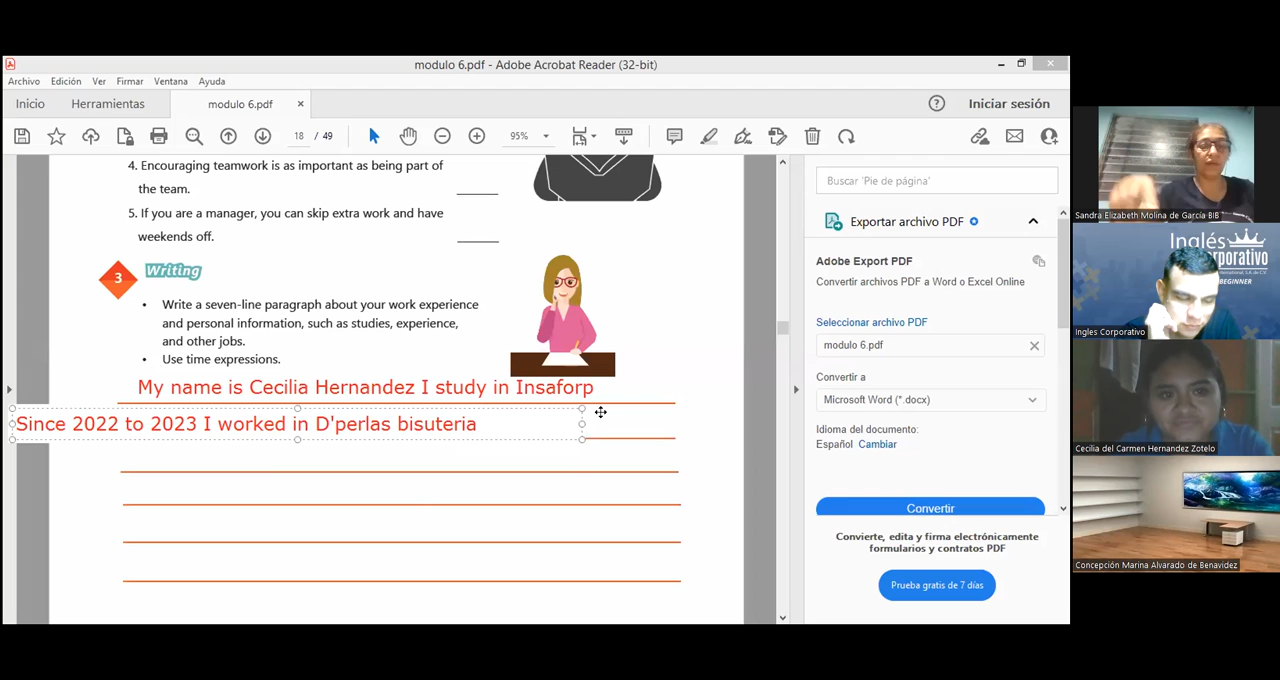 modulo 6.pdf - Adobe Acrobat Reader (32-bit)
Archivo Edición Ver Firmar Ventana Ayuda
Inicio Herramientas modulo 6.pdf × ? Iniciar sesión
18 / 49 95%
4. Encouraging teamwork is as important as being part of
the team. ______
5. If you are a manager, you can skip extra work and have
weekends off. ______
3 Writing
• Write a seven-line paragraph about your work experience
and personal information, such as studies, experience,
and other jobs.
• Use time expressions.
My name is Cecilia Hernandez I study in Insaforp
Since 2022 to 2023 I worked in D'perlas bisuteria
Buscar 'Pie de página'
Exportar archivo PDF
Adobe Export PDF
Convertir archivos PDF a Word o Excel Online
Seleccionar archivo PDF
modulo 6.pdf
Convertir a
Microsoft Word (*.docx)
Idioma del documento:
Español Cambiar
Convertir
Convierte, edita y firma electrónicamente
formularios y contratos PDF
Prueba gratis de 7 días
Sandra Elizabeth Molina de García BIB
Inglés
BEGINNER
Ingles Corporativo
Cecilia del Carmen Hernandez Zotelo
Concepción Marina Alvarado de Benavidez